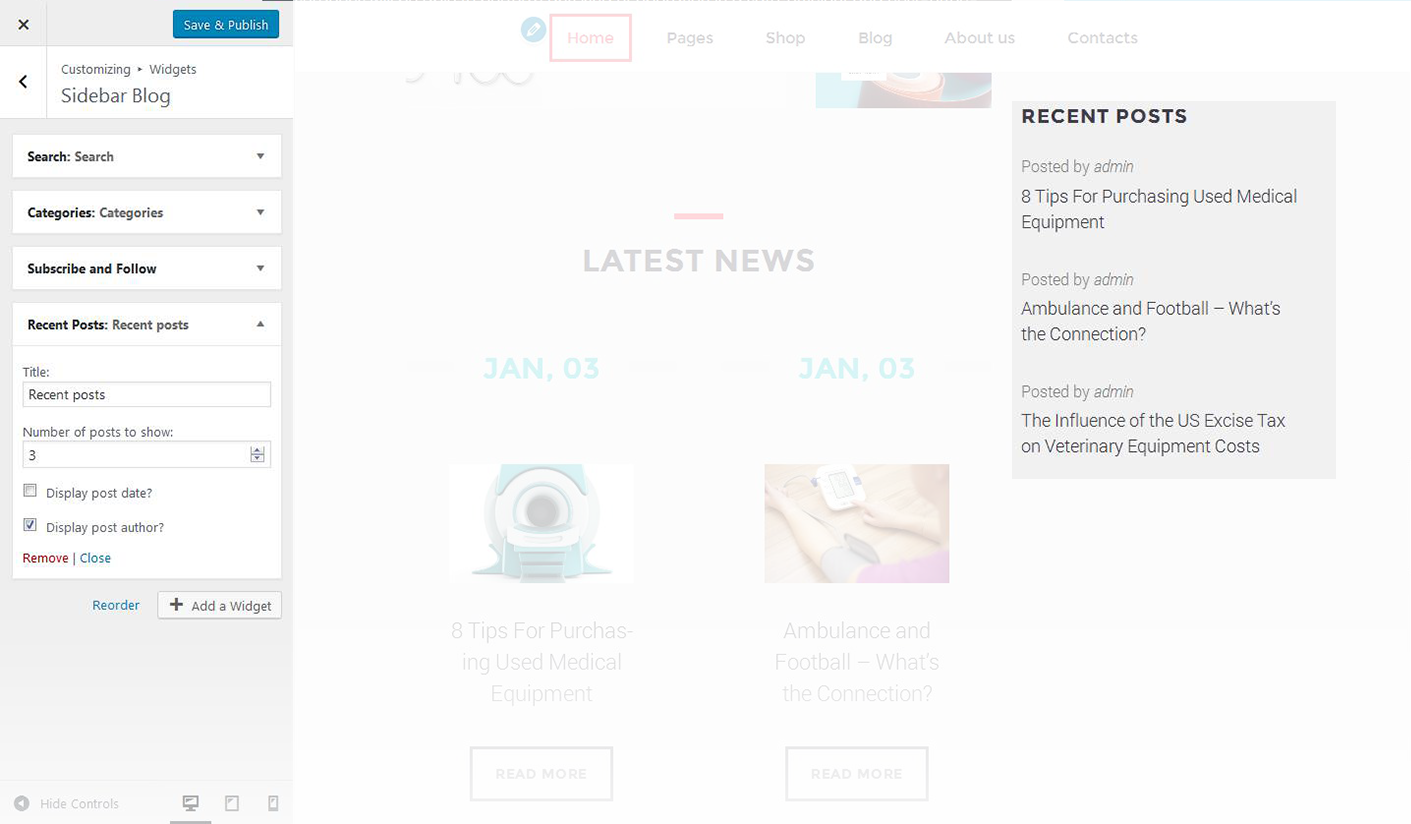 Save & Publish
Customizing ▸ Widgets
Sidebar Blog
Search: Search
Categories: Categories
Subscribe and Follow
Recent Posts: Recent posts
Title:
Recent posts
Number of posts to show:
3
Display post date?
Display post author?
Remove | Close
Reorder
Add a Widget
Hide Controls
Home
Pages
Shop
Blog
About us
Contacts
LATEST NEWS
JAN, 03
8 Tips For Purchas-
ing Used Medical
Equipment
READ MORE
JAN, 03
Ambulance and
Football – What’s
the Connection?
READ MORE
RECENT POSTS
Posted by admin
8 Tips For Purchasing Used Medical
Equipment
Posted by admin
Ambulance and Football – What’s
the Connection?
Posted by admin
The Influence of the US Excise Tax
on Veterinary Equipment Costs